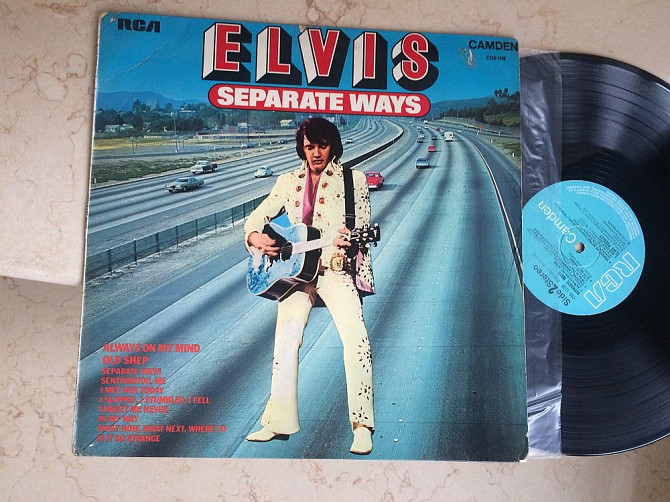 RCA
ELVIS
CAMDEN
CDS 1118
SEPARATE WAYS
ALWAYS ON MY MIND
OLD SHEP
SEPARATE WAYS
SENTIMENTAL ME
I MET HER TODAY
I SLIPPED, I STUMBLED, I FELL
FORGET ME NEVER
IN MY WAY
WHAT NOW, WHAT NEXT, WHERE TO
IS IT SO STRANGE
RCA
Camden
Side 2 Stereo